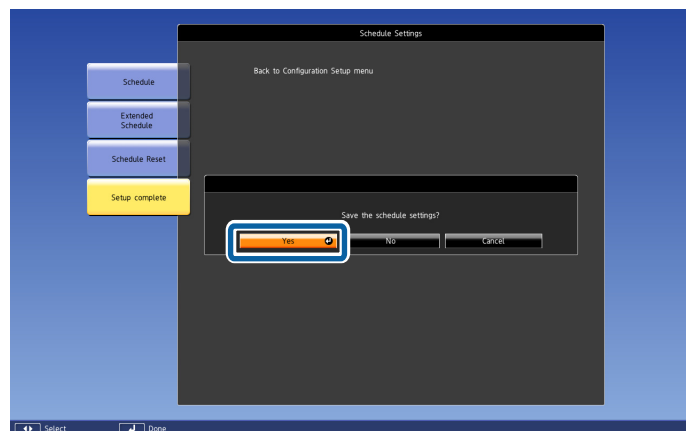 Schedule Settings
Back to Configuration Setup menu
Schedule
Extended
Schedule
Schedule Reset
Setup complete
Save the schedule settings?
Yes No Cancel
Select Done